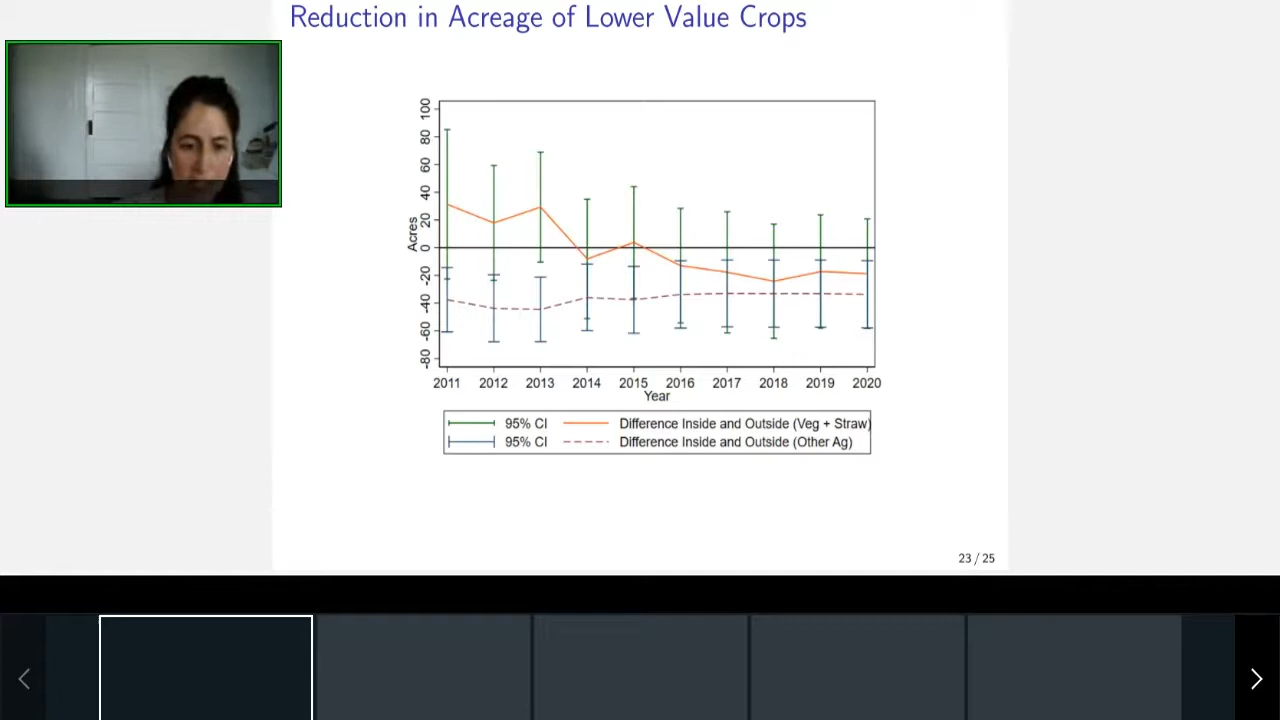 Reduction in Acreage of Lower Value Crops
100
80
60
40
20
0
-20
-40
-60
-80
Acres
2011 2012 2013 2014 2015 2016 2017 2018 2019 2020
Year
95% CI Difference Inside and Outside (Veg + Straw)
95% CI Difference Inside and Outside (Other Ag)
23 / 25